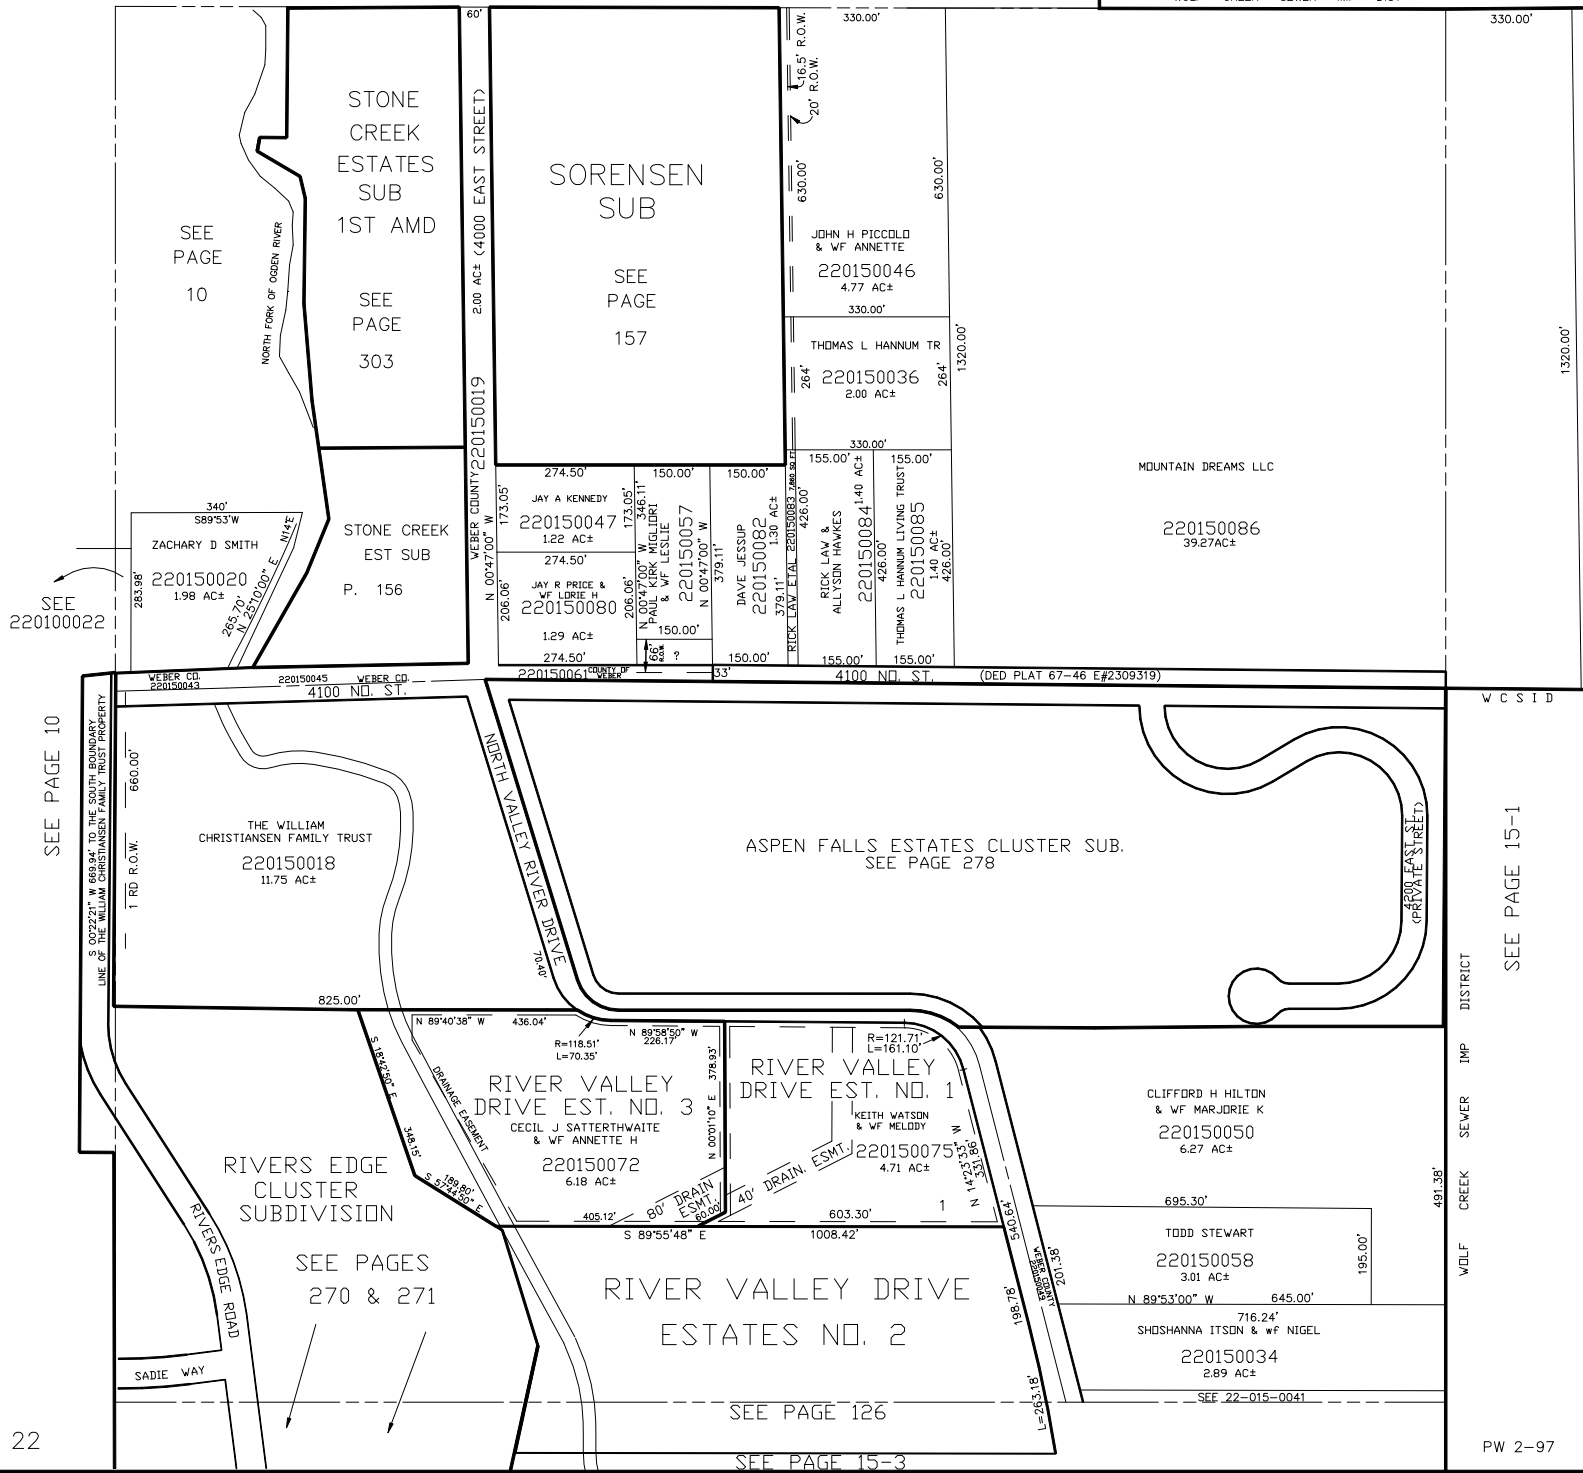 60'
330.00'
330.00'
16.5' R.O.W.
20' R.O.W.
STONE
CREEK
ESTATES
SUB
1ST AMD
SEE
PAGE
303
2.00 AC± (4000 EAST STREET)
WEBER COUNTY 220150019
SORENSEN
SUB
SEE
PAGE
157
630.00'
630.00'
SEE
PAGE
10
NORTH FORK OF OGDEN RIVER
JOHN H PICCOLO
& WF ANNETTE
220150046
4.77 AC±
330.00'
THOMAS L HANNUM TR
220150036
2.00 AC±
264'
264'
330.00'
1320.00'
1320.00'
MOUNTAIN DREAMS LLC
220150086
39.27AC±
340'
S89°53'W
N14°E
ZACHARY D SMITH
220150020
1.98 AC±
283.98'
265.70'
N 25°10'00" E
SEE
220100022
STONE CREEK
EST SUB
P. 156
N 00°47'00" W
274.50'
173.05'
JAY A KENNEDY
220150047
1.22 AC±
173.05'
274.50'
206.06'
JAY R PRICE &
WF LORIE H
220150080
1.29 AC±
206.06'
274.50'
150.00'
346.11'
N 00°47'00" W
PAUL KIRK MIGLIORI
& WF LESLIE
220150057
N 00°47'00" W
150.00'
66'
R.O.W.
?
150.00'
379.11'
DAVE JESSUP
220150082
1.30 AC±
379.11'
150.00'
RICK LAW ETAL 220150083
426.00'
155.00'
RICK LAW &
ALLYSON HAWKES
220150084
1.40 AC±
426.00'
155.00'
155.00'
THOMAS L HANNUM LIVING TRUST
220150085
1.40 AC±
426.00'
155.00'
WEBER CO.
220150043
220150045
WEBER CO.
4100 NO. ST.
220150061
COUNTY OF
WEBER
33'
4100 NO. ST.
(DED PLAT 67-46 E#2309319)
W C S I D
SEE PAGE 10
S 00°22'21" W 669.94' TO THE SOUTH BOUNDARY
LINE OF THE WILLIAM CHRISTIANSEN FAMILY TRUST PROPERTY
660.00'
1 RD R.O.W.
THE WILLIAM
CHRISTIANSEN FAMILY TRUST
220150018
11.75 AC±
825.00'
NORTH VALLEY RIVER DRIVE
70.40'
ASPEN FALLS ESTATES CLUSTER SUB.
SEE PAGE 278
4200 EAST ST.
(PRIVATE STREET)
SEE PAGE 15-1
WOLF CREEK SEWER IMP DISTRICT
N 89°40'38" W
436.04'
R=118.51'
L=70.35'
N 89°58'50" W
226.17'
S 18°42'50" E
348.15'
DRAINAGE EASEMENT
RIVER VALLEY
DRIVE EST. NO. 3
CECIL J SATTERTHWAITE
& WF ANNETTE H
220150072
6.18 AC±
378.93'
N 00°01'10" E
189.80'
S 57°44'50" E
405.12'
80' DRAIN
ESMT.
60.00'
S 89°55'48" E
R=121.71'
L=161.10'
RIVER VALLEY
DRIVE EST. NO. 1
KEITH WATSON
& WF MELODY
220150075
4.71 AC±
40' DRAIN. ESMT.
603.30'
1
1008.42'
N 14°23'33" W
331.86'
540.64'
WEBER COUNTY
220150049
201.38'
198.78'
L=263.18'
CLIFFORD H HILTON
& WF MARJORIE K
220150050
6.27 AC±
491.38'
695.30'
TODD STEWART
220150058
3.01 AC±
195.00'
N 89°53'00" W
645.00'
716.24'
SHOSHANNA ITSON & wf NIGEL
220150034
2.89 AC±
SEE 22-015-0041
RIVERS EDGE
CLUSTER
SUBDIVISION
SEE PAGES
270 & 271
RIVERS EDGE ROAD
SADIE WAY
RIVER VALLEY DRIVE
ESTATES NO. 2
SEE PAGE 126
SEE PAGE 15-3
22
PW 2-97